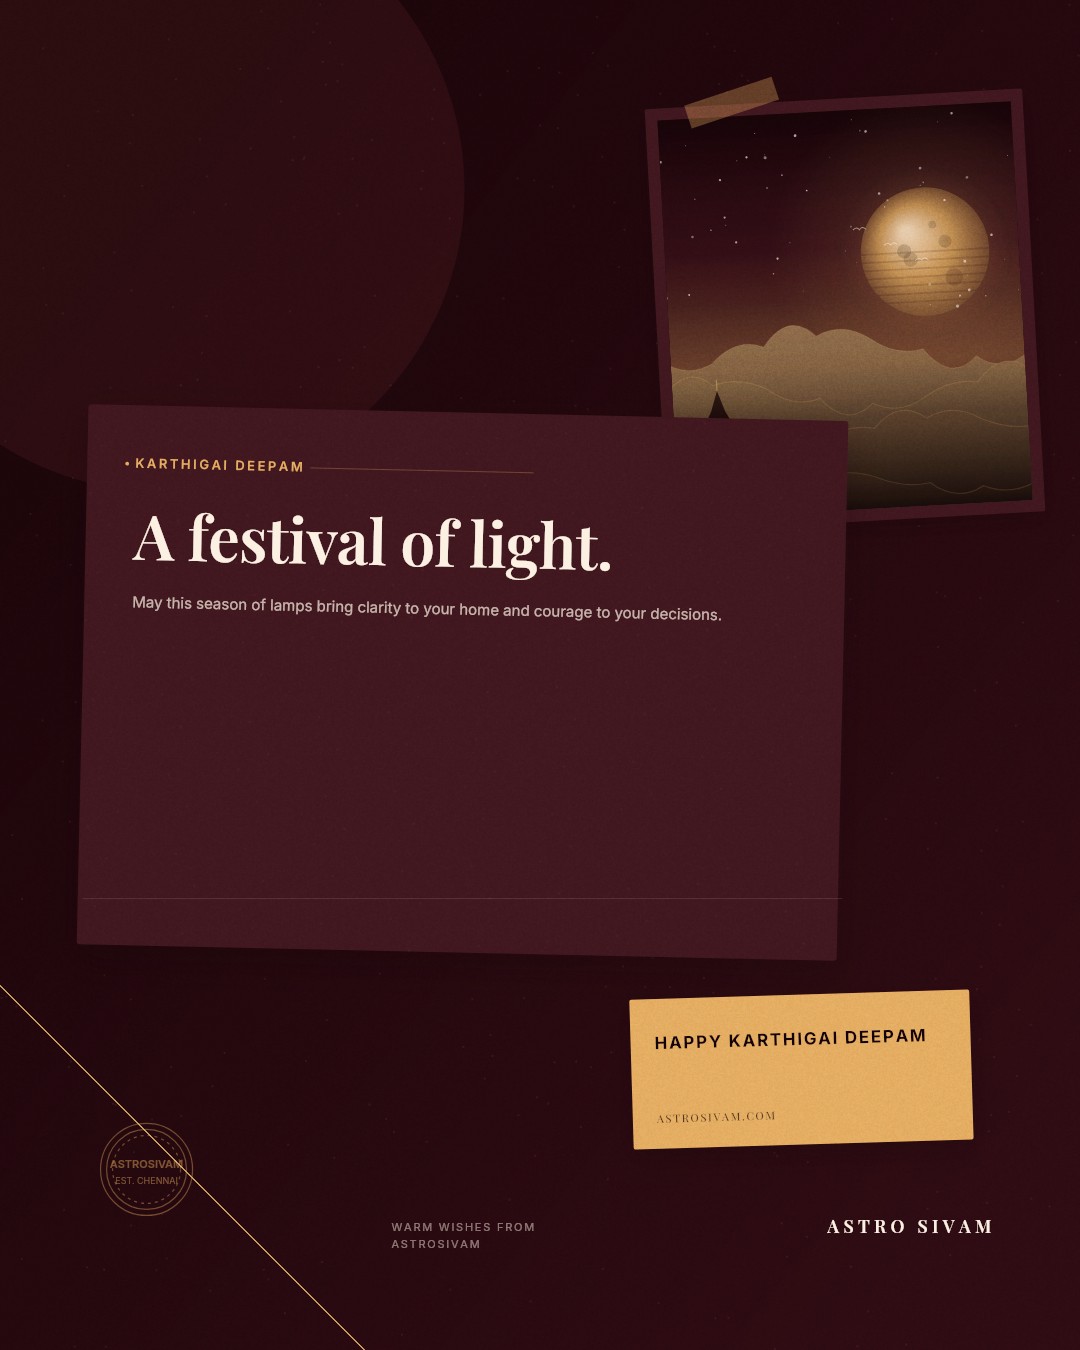 • KARTHIGAI DEEPAM
A festival of light.
May this season of lamps bring clarity to your home and courage to your decisions.
HAPPY KARTHIGAI DEEPAM
ASTROSIVAM.COM
ASTROSIVAM
EST. CHENNAI
WARM WISHES FROM
ASTROSIVAM
ASTRO SIVAM